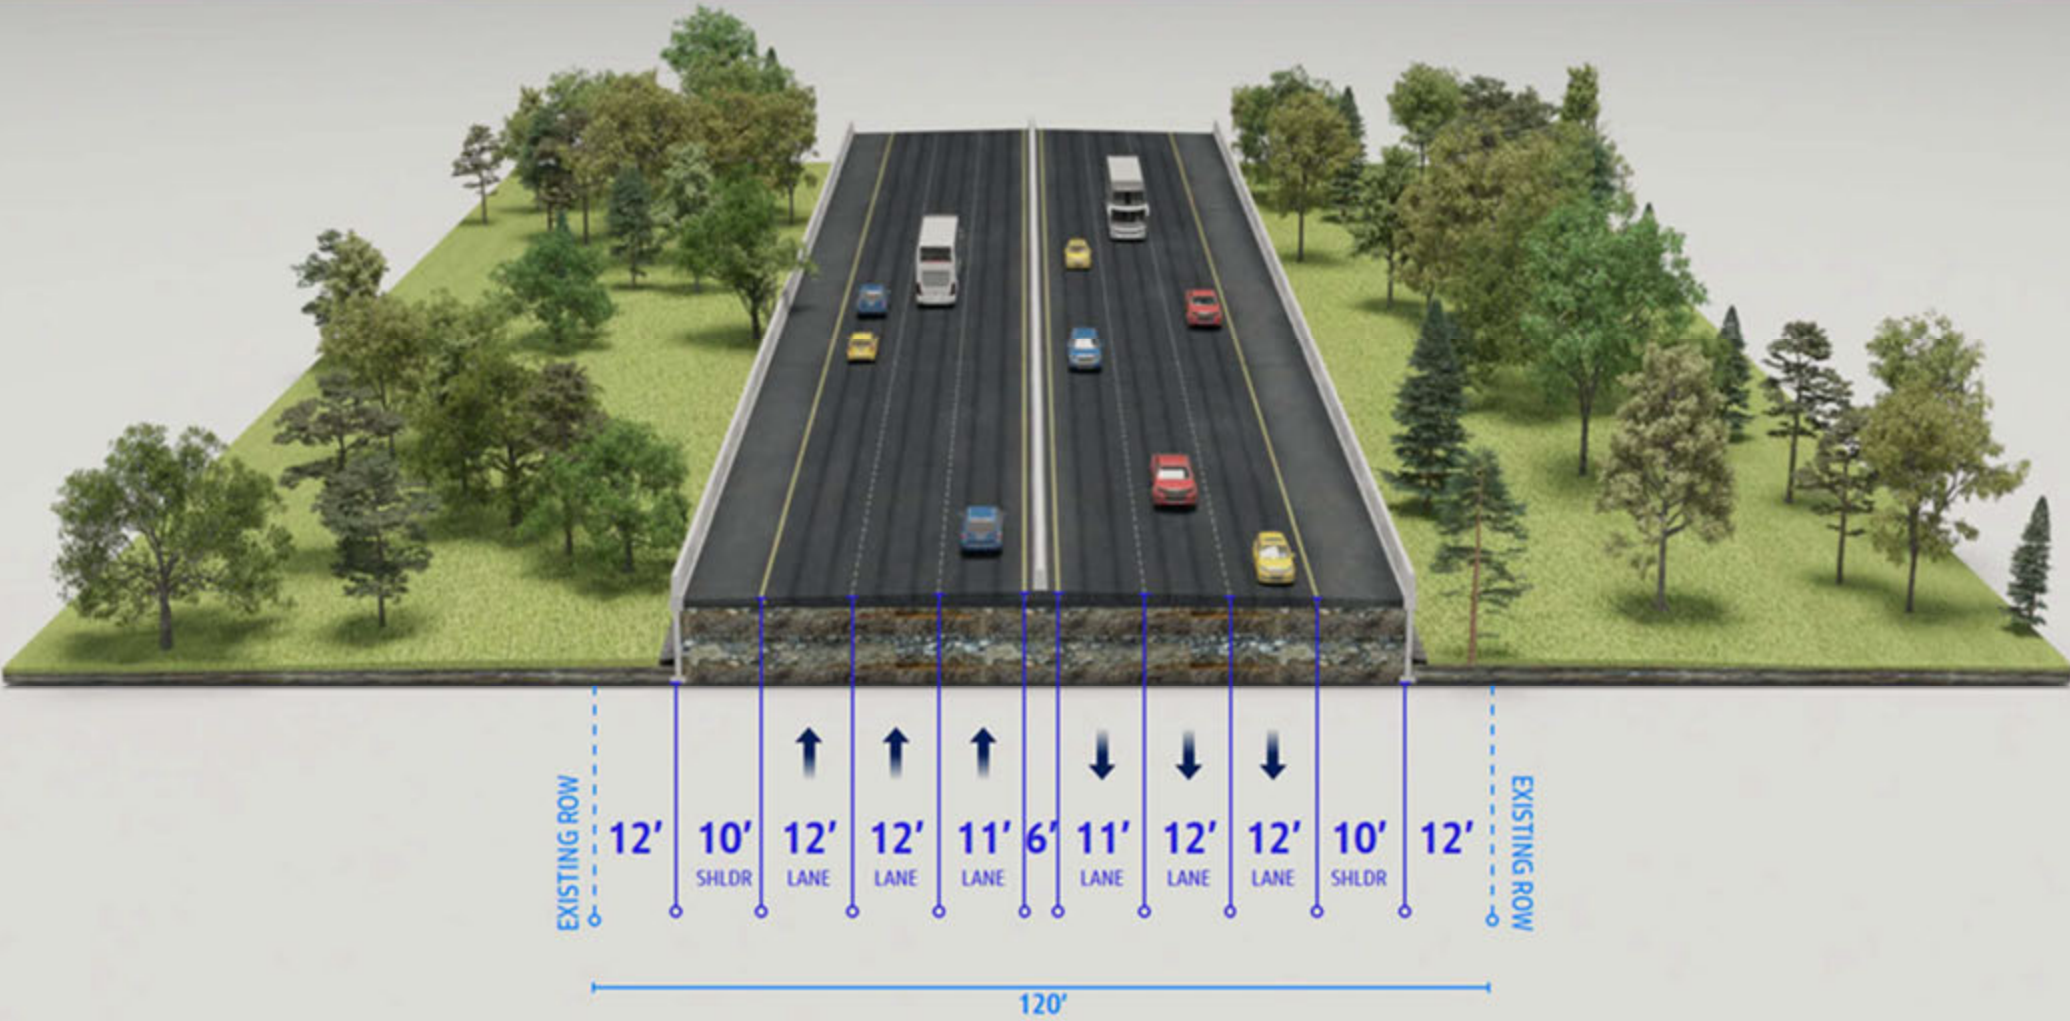 EXISTING ROW
12' 10' 12' 12' 11' 6' 11' 12' 12' 10' 12'
SHLDR LANE LANE LANE LANE LANE LANE SHLDR
EXISTING ROW
120'